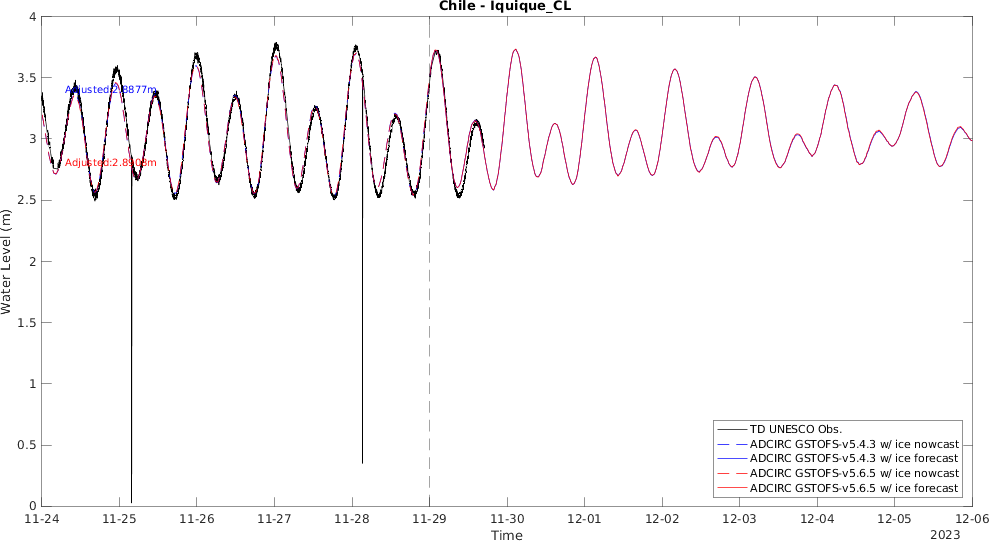 Chile - Iquique_CL
4
3.5
3
2.5
2
1.5
1
0.5
0
Water Level (m)
Adjusted:2.8877m
Adjusted:2.8908m
TD UNESCO Obs.
ADCIRC GSTOFS-v5.4.3 w/ ice nowcast
ADCIRC GSTOFS-v5.4.3 w/ ice forecast
ADCIRC GSTOFS-v5.6.5 w/ ice nowcast
ADCIRC GSTOFS-v5.6.5 w/ ice forecast
11-24 11-25 11-26 11-27 11-28 11-29 11-30 12-01 12-02 12-03 12-04 12-05 12-06
Time
2023